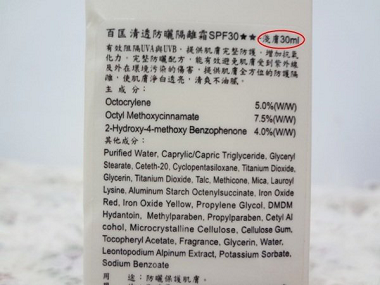 百匡 清透防曬隔離霜SPF30★★ 淺膚30ml
有效阻隔UVA與UVB，提供肌膚完整防護，增加抗氧
化力，完整防曬配方，能有效避免肌膚受到紫外線
及外在環境污染的傷害，提供肌膚全方位的防護隔
離，使肌膚淨白透亮，清爽不油膩。
主 成 分：
Octocrylene 5.0%(W/W)
Octyl Methoxycinnamate 7.5%(W/W)
2-Hydroxy-4-methoxy Benzophenone 4.0%(W/W)
其他成分：
Purified Water, Caprylic/Capric Triglyceride, Glyceryl
Stearate, Ceteth-20, Cyclopentasiloxane, Titanium Dioxide,
Glycerin, Titanium Dioxide, Talc, Methicone, Mica, Lauroyl
Lysine, Aluminum Starch Octenylsuccinate, Iron Oxide
Red, Iron Oxide Yellow, Propylene Glycol, DMDM
Hydantoin, Methylparaben, Propylparaben, Cetyl Al
cohol, Microcrystalline Cellulose, Cellulose Gum,
Tocopheryl Acetate, Fragrance, Glycerin, Water,
Leontopodium Alpinum Extract, Potassium Sorbate,
Sodium Benzoate
用 途：防曬保護肌膚。